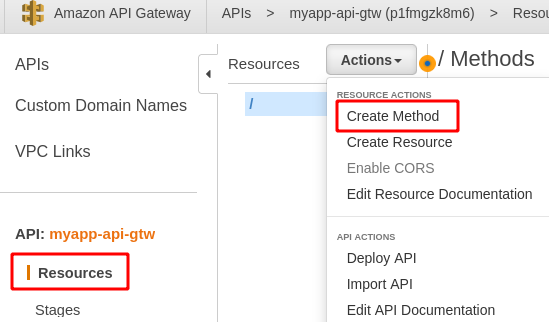 Amazon API Gateway APIs > myapp-api-gtw (p1fmgzk8m6) > Resou
APIs
Custom Domain Names
VPC Links
API: myapp-api-gtw
Resources
Stages
Resources
/
Actions
/ Methods
RESOURCE ACTIONS
Create Method
Create Resource
Enable CORS
Edit Resource Documentation
API ACTIONS
Deploy API
Import API
Edit API Documentation